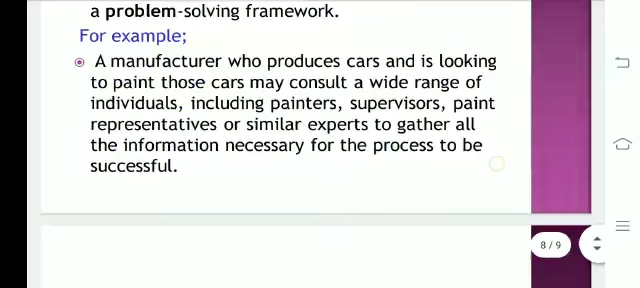 a problem-solving framework.
For example;
A manufacturer who produces cars and is looking
to paint those cars may consult a wide range of
individuals, including painters, supervisors, paint
representatives or similar experts to gather all
the information necessary for the process to be
successful.
8 / 9